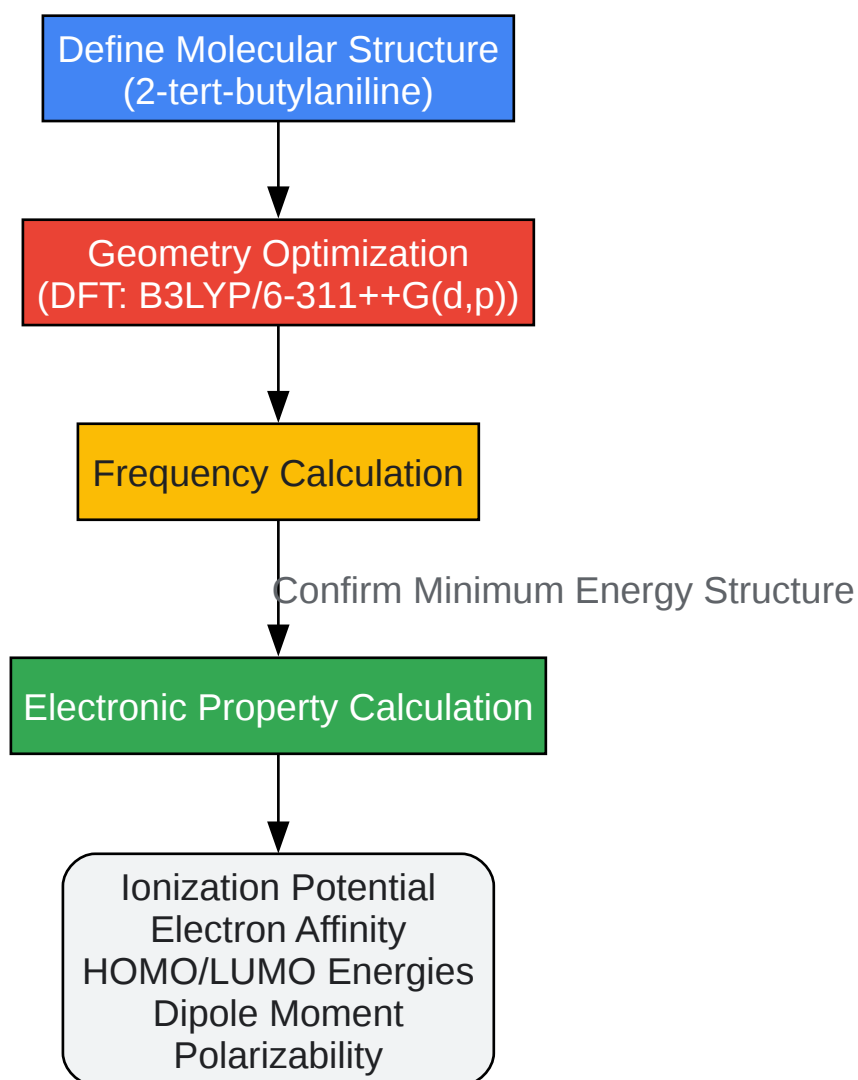 Define Molecular Structure
(2-tert-butylaniline)
Geometry Optimization
(DFT: B3LYP/6-311++G(d,p))
Frequency Calculation
Confirm Minimum Energy Structure
Electronic Property Calculation
Ionization Potential
Electron Affinity
HOMO/LUMO Energies
Dipole Moment
Polarizability